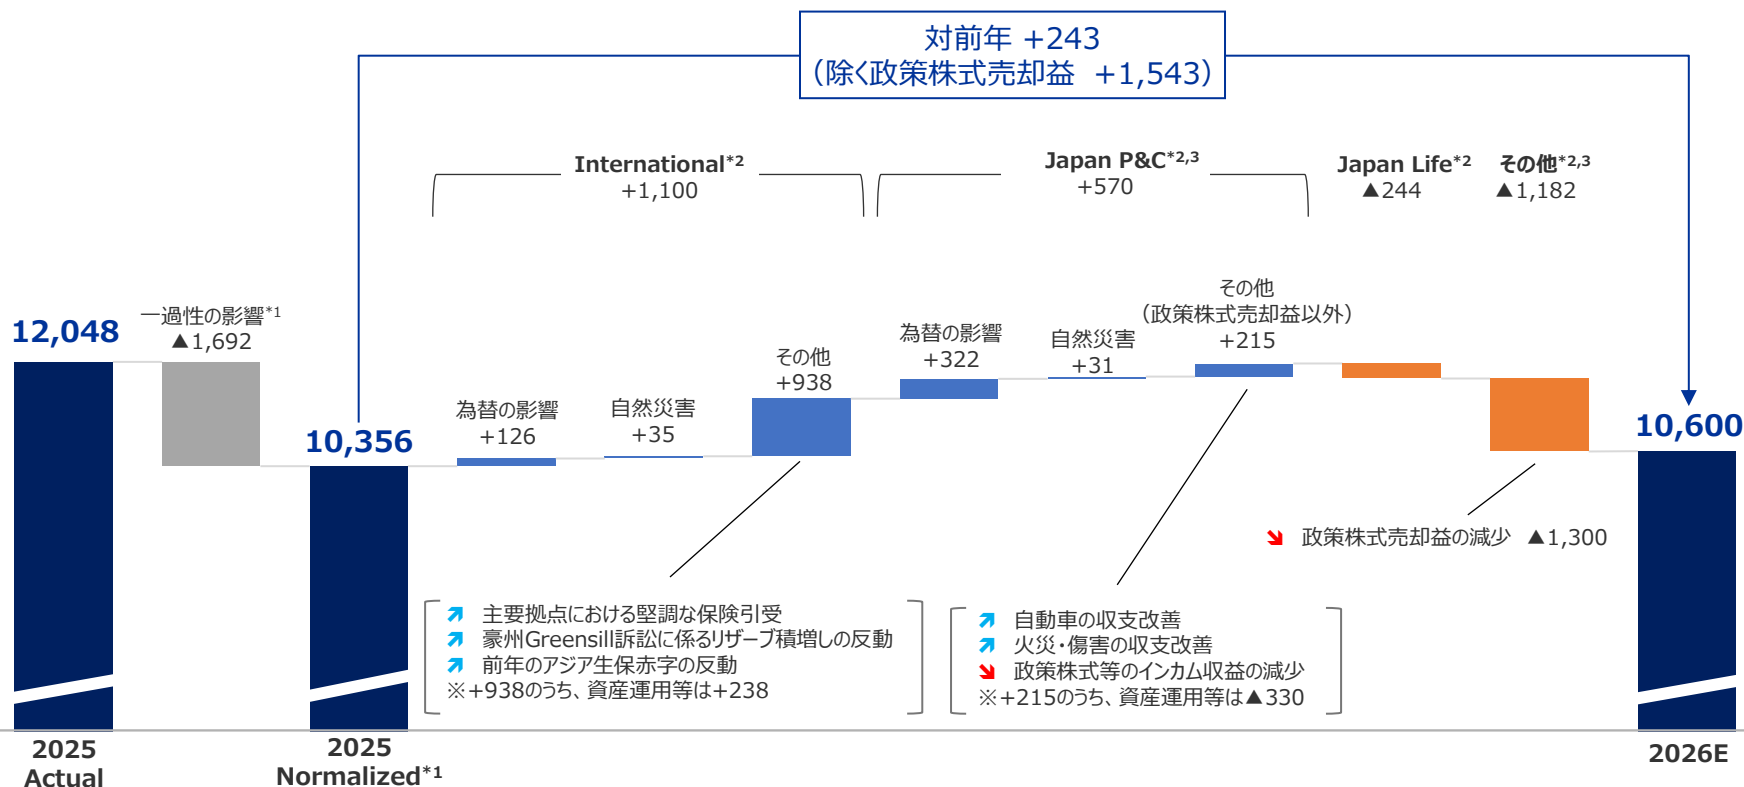 対前年 +243
（除く政策株式売却益 +1,543）
International*2
+1,100
Japan P&C*2,3
+570
Japan Life*2
▲244
その他*2,3
▲1,182
12,048
一過性の影響*1
▲1,692
10,356
為替の影響
+126
自然災害
+35
その他
+938
為替の影響
+322
自然災害
+31
その他
（政策株式売却益以外）
+215
10,600
政策株式売却益の減少 ▲1,300
主要拠点における堅調な保険引受
豪州Greensill訴訟に係るリザーブ積増しの反動
前年のアジア生保赤字の反動
※+938のうち、資産運用等は+238
自動車の収支改善
火災・傷害の収支改善
政策株式等のインカム収益の減少
※+215のうち、資産運用等は▲330
2025
Actual
2025
Normalized*1
2026E